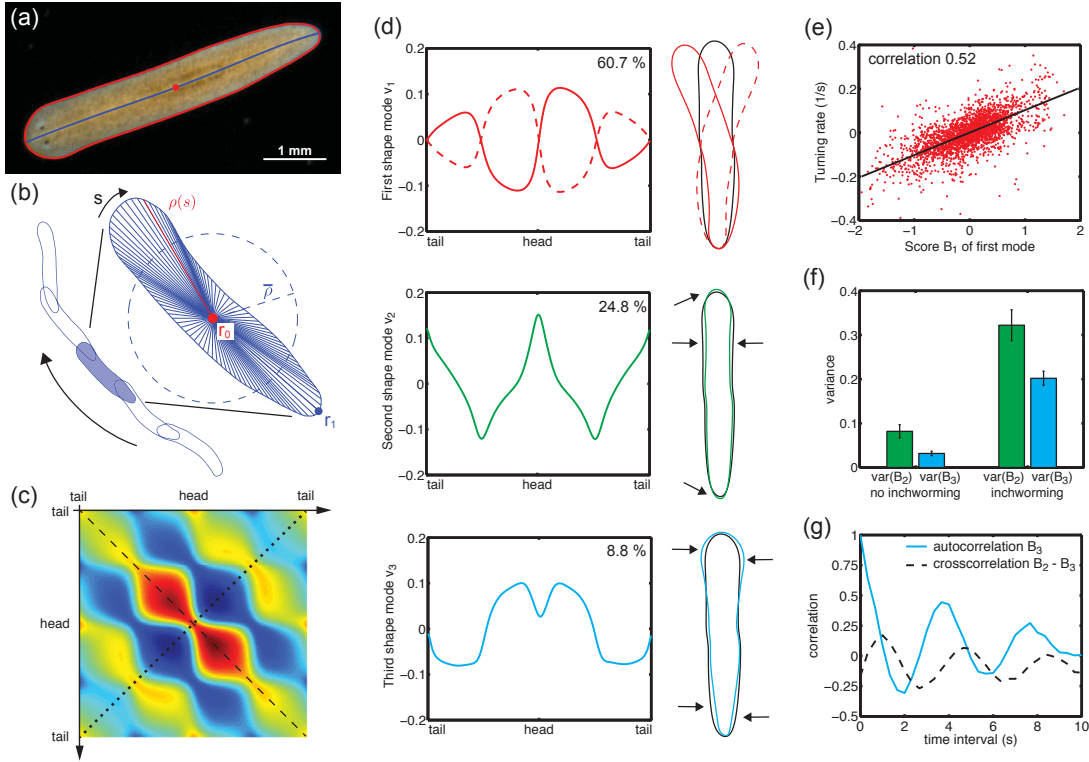 (a)
1 mm
(b)
s
ρ(s)
ρ̅
r₀
r₁
(c)
tail
head
tail
tail
head
tail
(d)
First shape mode v₁
0.2
0.1
0
−0.1
−0.2
60.7 %
tail
head
tail
Second shape mode v₂
0.2
0.1
0
−0.1
−0.2
24.8 %
tail
head
tail
Third shape mode v₃
0.2
0.1
0
−0.1
−0.2
8.8 %
tail
head
tail
(e)
correlation 0.52
Turning rate (1/s)
0.4
0.2
0
−0.2
−0.4
−2
−1
0
1
2
Score B₁ of first mode
(f)
variance
0.4
0.3
0.2
0.1
0
var(B₂) var(B₃)
no inchworming
var(B₂) var(B₃)
inchworming
(g)
correlation
1
0.75
0.5
0.25
0
−0.25
−0.5
autocorrelation B₃
crosscorrelation B₂ - B₃
0
2
4
6
8
10
time interval (s)